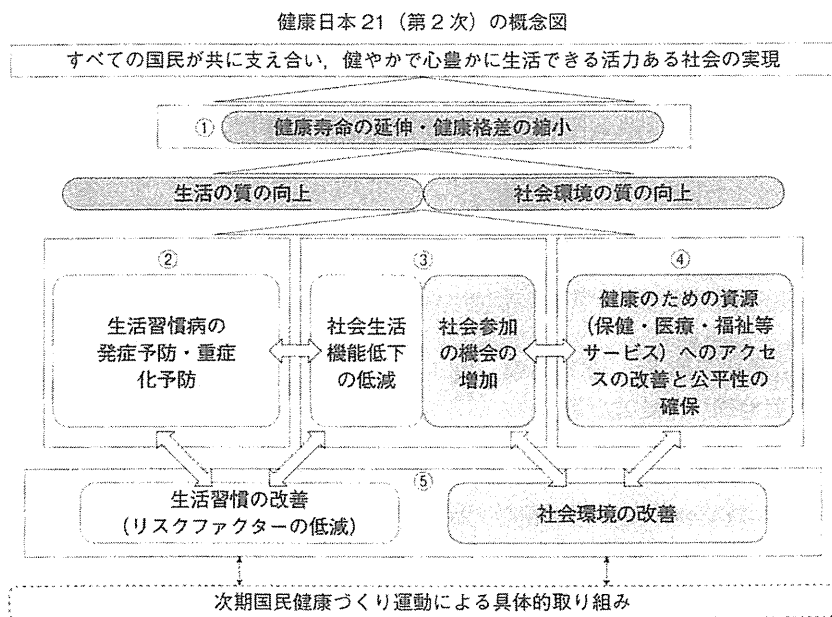 健康日本21（第2次）の概念図
すべての国民が共に支え合い，健やかで心豊かに生活できる活力ある社会の実現
① 健康寿命の延伸・健康格差の縮小
生活の質の向上
社会環境の質の向上
②
生活習慣病の
発症予防・重症
化予防
③
社会生活
機能低下
の低減
社会参加
の機会の
増加
④
健康のための資源
（保健・医療・福祉等
サービス）へのアクセ
スの改善と公平性の
確保
⑤
生活習慣の改善
（リスクファクターの低減）
社会環境の改善
次期国民健康づくり運動による具体的取り組み